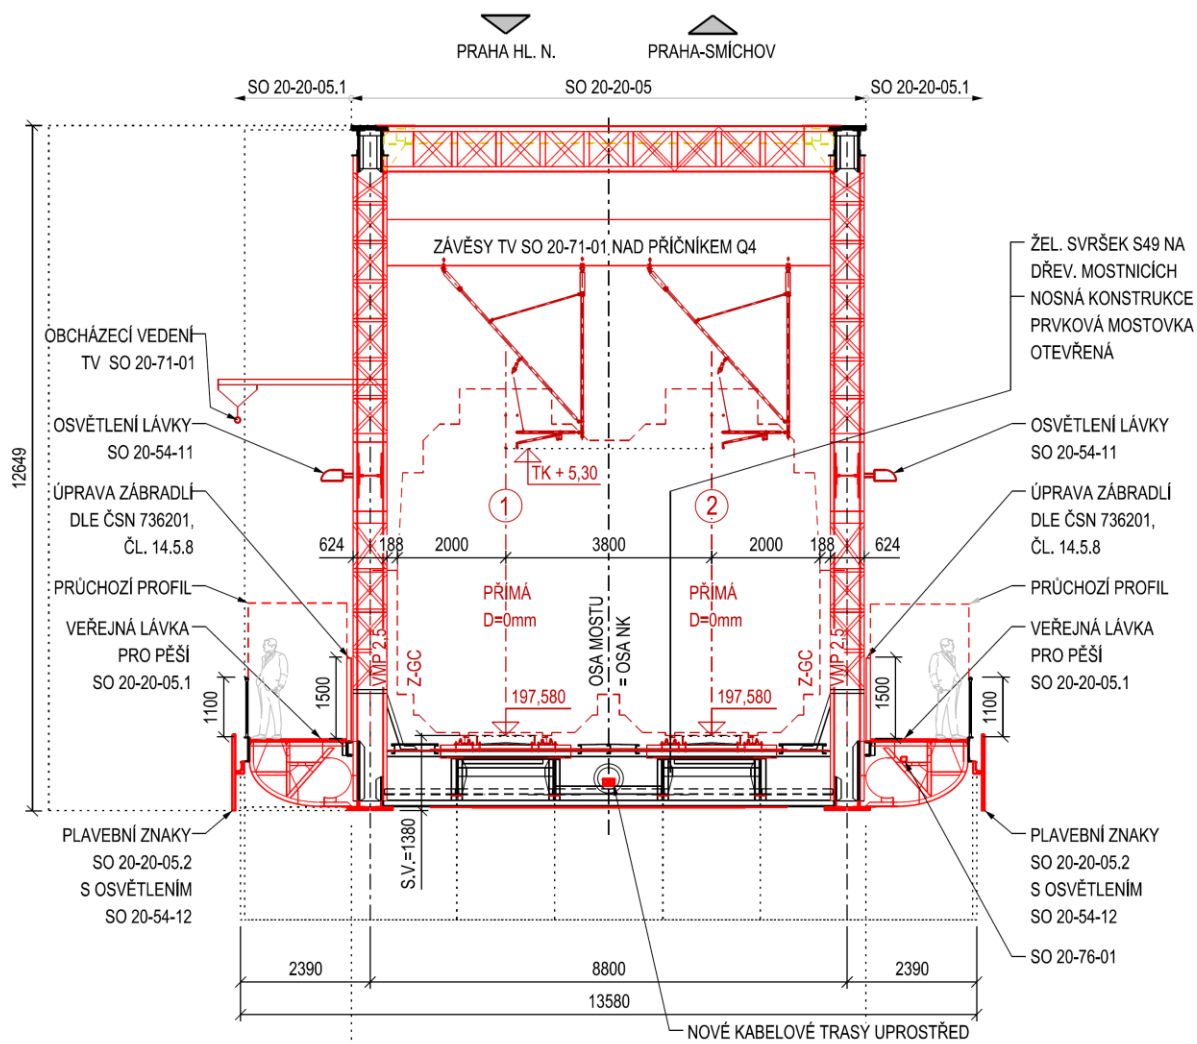 PRAHA HL. N.
PRAHA-SMÍCHOV
SO 20-20-05.1
SO 20-20-05
SO 20-20-05.1
ZÁVĚSY TV SO 20-71-01 NAD PŘÍČNÍKEM Q4
ŽEL. SVRŠEK S49 NA
DŘEV. MOSTNICÍCH
NOSNÁ KONSTRUKCE
PRVKOVÁ MOSTOVKA
OTEVŘENÁ
OBCHÁZECÍ VEDENÍ
TV SO 20-71-01
OSVĚTLENÍ LÁVKY
SO 20-54-11
OSVĚTLENÍ LÁVKY
SO 20-54-11
12649
TK + 5,30
ÚPRAVA ZÁBRADLÍ
DLE ČSN 736201,
ČL. 14.5.8
1
2
ÚPRAVA ZÁBRADLÍ
DLE ČSN 736201,
ČL. 14.5.8
624
188
2000
3800
2000
188
624
PRŮCHOZÍ PROFIL
PŘÍMÁ
D=0mm
OSA MOSTU
= OSA NK
PŘÍMÁ
D=0mm
PRŮCHOZÍ PROFIL
VEŘEJNÁ LÁVKA
PRO PĚŠÍ
SO 20-20-05.1
VMP 2,5
Z-GC
Z-GC
VMP 2,5
VEŘEJNÁ LÁVKA
PRO PĚŠÍ
SO 20-20-05.1
1100
1500
197,580
197,580
1500
1100
S.V.=1380
PLAVEBNÍ ZNAKY
SO 20-20-05.2
S OSVĚTLENÍM
SO 20-54-12
PLAVEBNÍ ZNAKY
SO 20-20-05.2
S OSVĚTLENÍM
SO 20-54-12
SO 20-76-01
2390
8800
2390
13580
NOVÉ KABELOVÉ TRASY UPROSTŘED